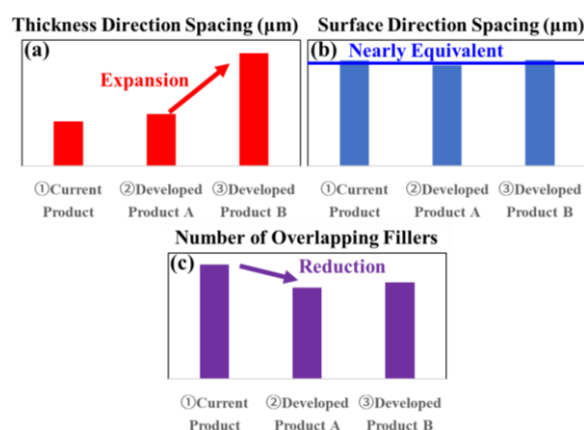 Thickness Direction Spacing (µm)
(a)
Expansion
①Current ②Developed ③Developed
Product Product A Product B
Surface Direction Spacing (µm)
(b) Nearly Equivalent
①Current ②Developed ③Developed
Product Product A Product B
Number of Overlapping Fillers
(c)
Reduction
①Current ②Developed ③Developed
Product Product A Product B